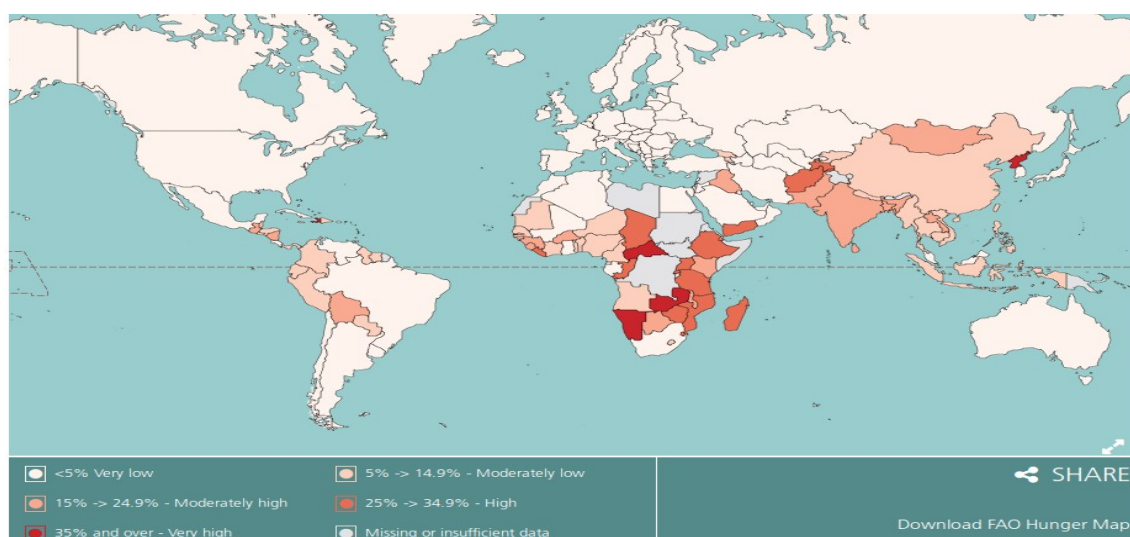 <5% Very low
5% -> 14.9% - Moderately low
15% -> 24.9% - Moderately high
25% -> 34.9% - High
35% and over - Very high
Missing or insufficient data
SHARE
Download FAO Hunger Map